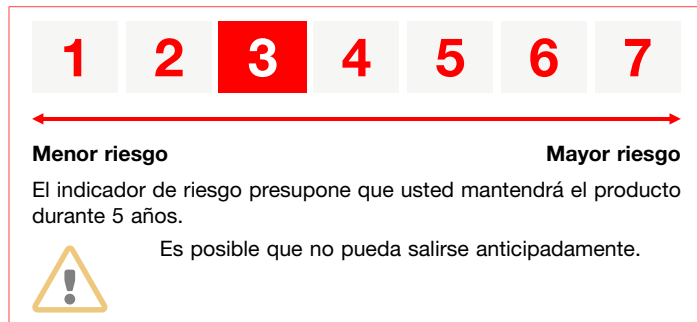 1 2 3 4 5 6 7
Menor riesgo Mayor riesgo
El indicador de riesgo presupone que usted mantendrá el producto
durante 5 años.
Es posible que no pueda salirse anticipadamente.